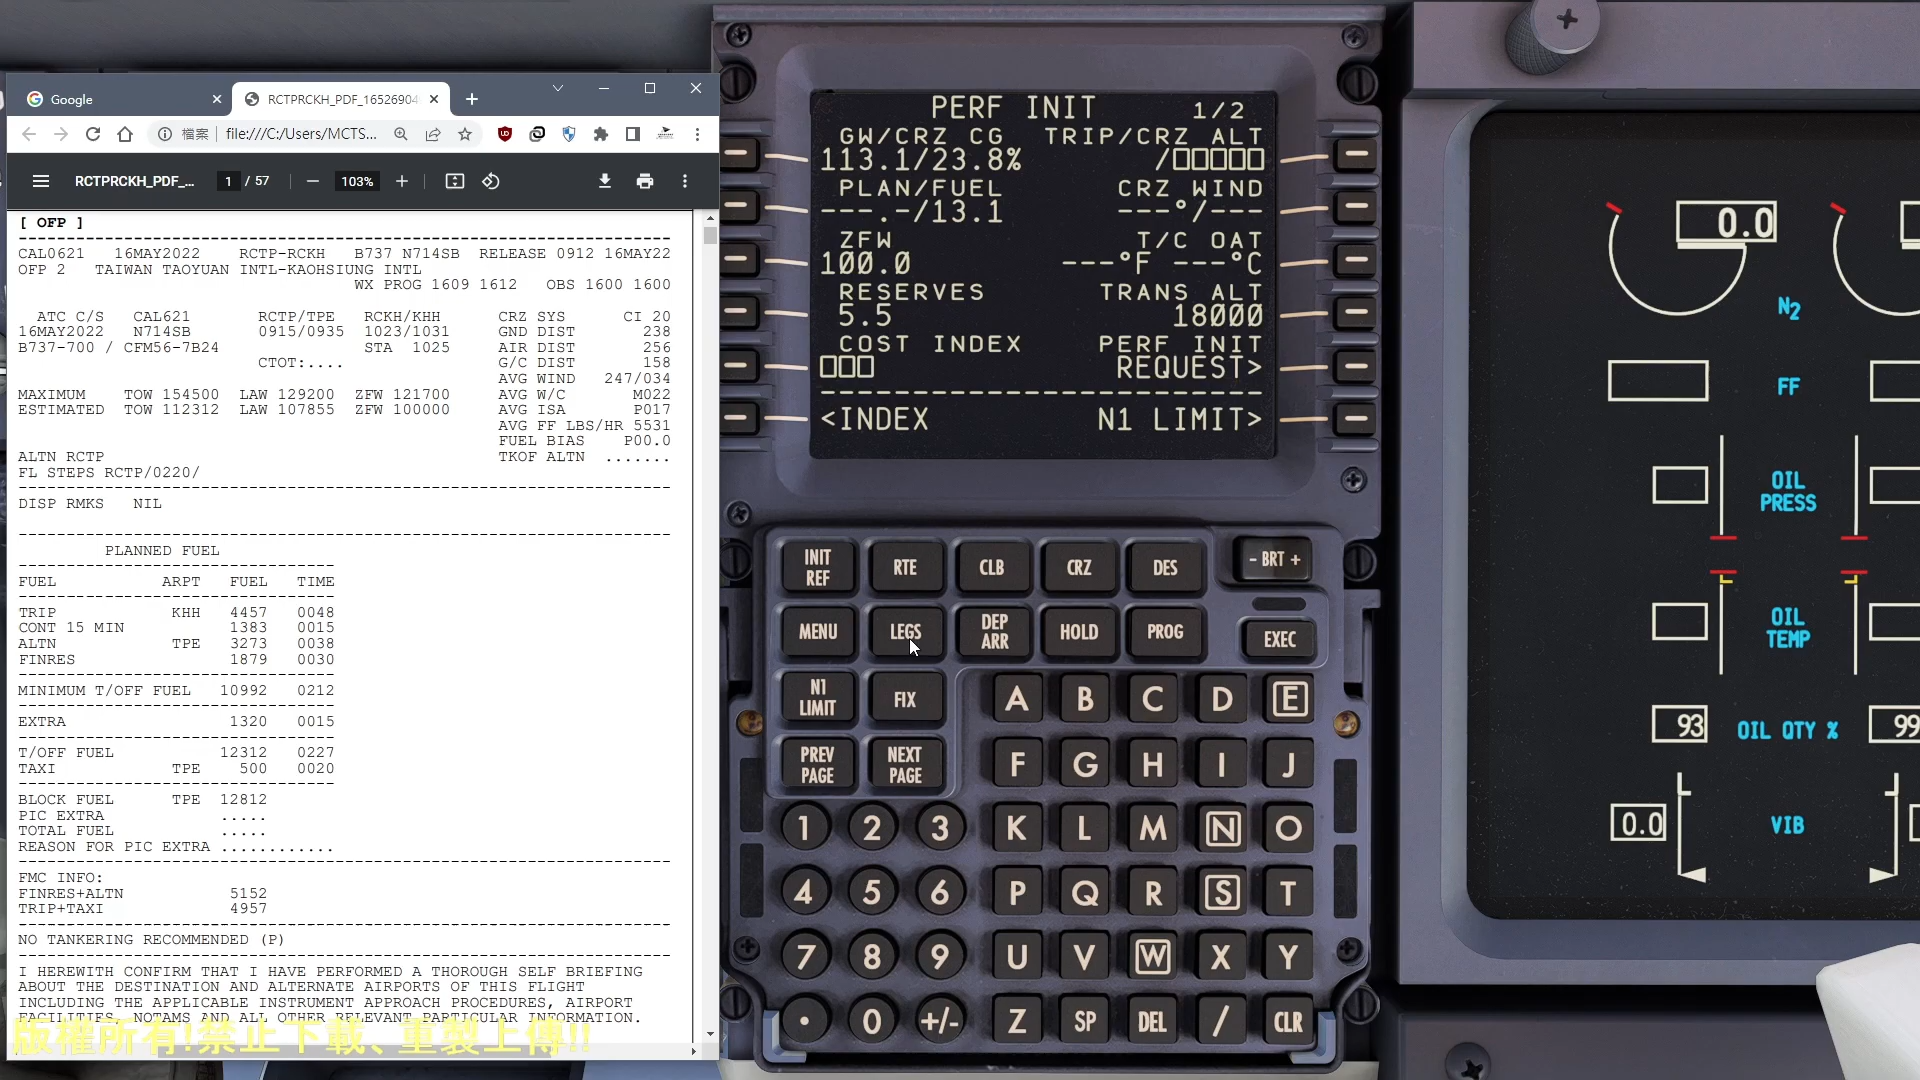 Google
RCTPRCKH_PDF_16526904
檔案
file:///C:/Users/MCTS...
RCTPRCKH_PDF_...
1 / 57
103%
[ OFP ]
CAL0621 16MAY2022 RCTP-RCKH B737 N714SB RELEASE 0912 16MAY22
OFP 2 TAIWAN TAOYUAN INTL-KAOHSIUNG INTL
WX PROG 1609 1612 OBS 1600 1600
ATC C/S CAL621 RCTP/TPE RCKH/KHH CRZ SYS CI 20
16MAY2022 N714SB 0915/0935 1023/1031 GND DIST 238
B737-700 / CFM56-7B24 STA 1025 AIR DIST 256
CTOT:.... G/C DIST 158
AVG WIND 247/034
MAXIMUM TOW 154500 LAW 129200 ZFW 121700 AVG W/C M022
ESTIMATED TOW 112312 LAW 107855 ZFW 100000 AVG ISA P017
AVG FF LBS/HR 5531
FUEL BIAS P00.0
ALTN RCTP TKOF ALTN .......
FL STEPS RCTP/0220/
DISP RMKS NIL
PLANNED FUEL
FUEL ARPT FUEL TIME
TRIP KHH 4457 0048
CONT 15 MIN 1383 0015
ALTN TPE 3273 0038
FINRES 1879 0030
MINIMUM T/OFF FUEL 10992 0212
EXTRA 1320 0015
T/OFF FUEL 12312 0227
TAXI TPE 500 0020
BLOCK FUEL TPE 12812
PIC EXTRA .....
TOTAL FUEL .....
REASON FOR PIC EXTRA ............
FMC INFO:
FINRES+ALTN 5152
TRIP+TAXI 4957
NO TANKERING RECOMMENDED (P)
I HEREWITH CONFIRM THAT I HAVE PERFORMED A THOROUGH SELF BRIEFING
ABOUT THE DESTINATION AND ALTERNATE AIRPORTS OF THIS FLIGHT
INCLUDING THE APPLICABLE INSTRUMENT APPROACH PROCEDURES, AIRPORT
FACILITIES, NOTAMS AND ALL OTHER RELEVANT PARTICULAR INFORMATION.
版權所有!禁止下載、重製上傳!!
PERF INIT 1/2
GW/CRZ CG TRIP/CRZ ALT
113.1/23.8% /□□□□□
PLAN/FUEL CRZ WIND
---.-/13.1 ---°/---
ZFW T/C OAT
100.0 ---°F ---°C
RESERVES TRANS ALT
5.5 18000
COST INDEX PERF INIT
□□□ REQUEST>
<INDEX N1 LIMIT>
INIT REF RTE CLB CRZ DES - BRT +
MENU LEGS DEP ARR HOLD PROG EXEC
N1 LIMIT FIX A B C D E
PREV PAGE NEXT PAGE F G H I J
1 2 3 K L M N O
4 5 6 P Q R S T
7 8 9 U V W X Y
. 0 +/- Z SP DEL / CLR
0.0
N2
FF
OIL PRESS
OIL TEMP
93 OIL QTY % 99
0.0 VIB